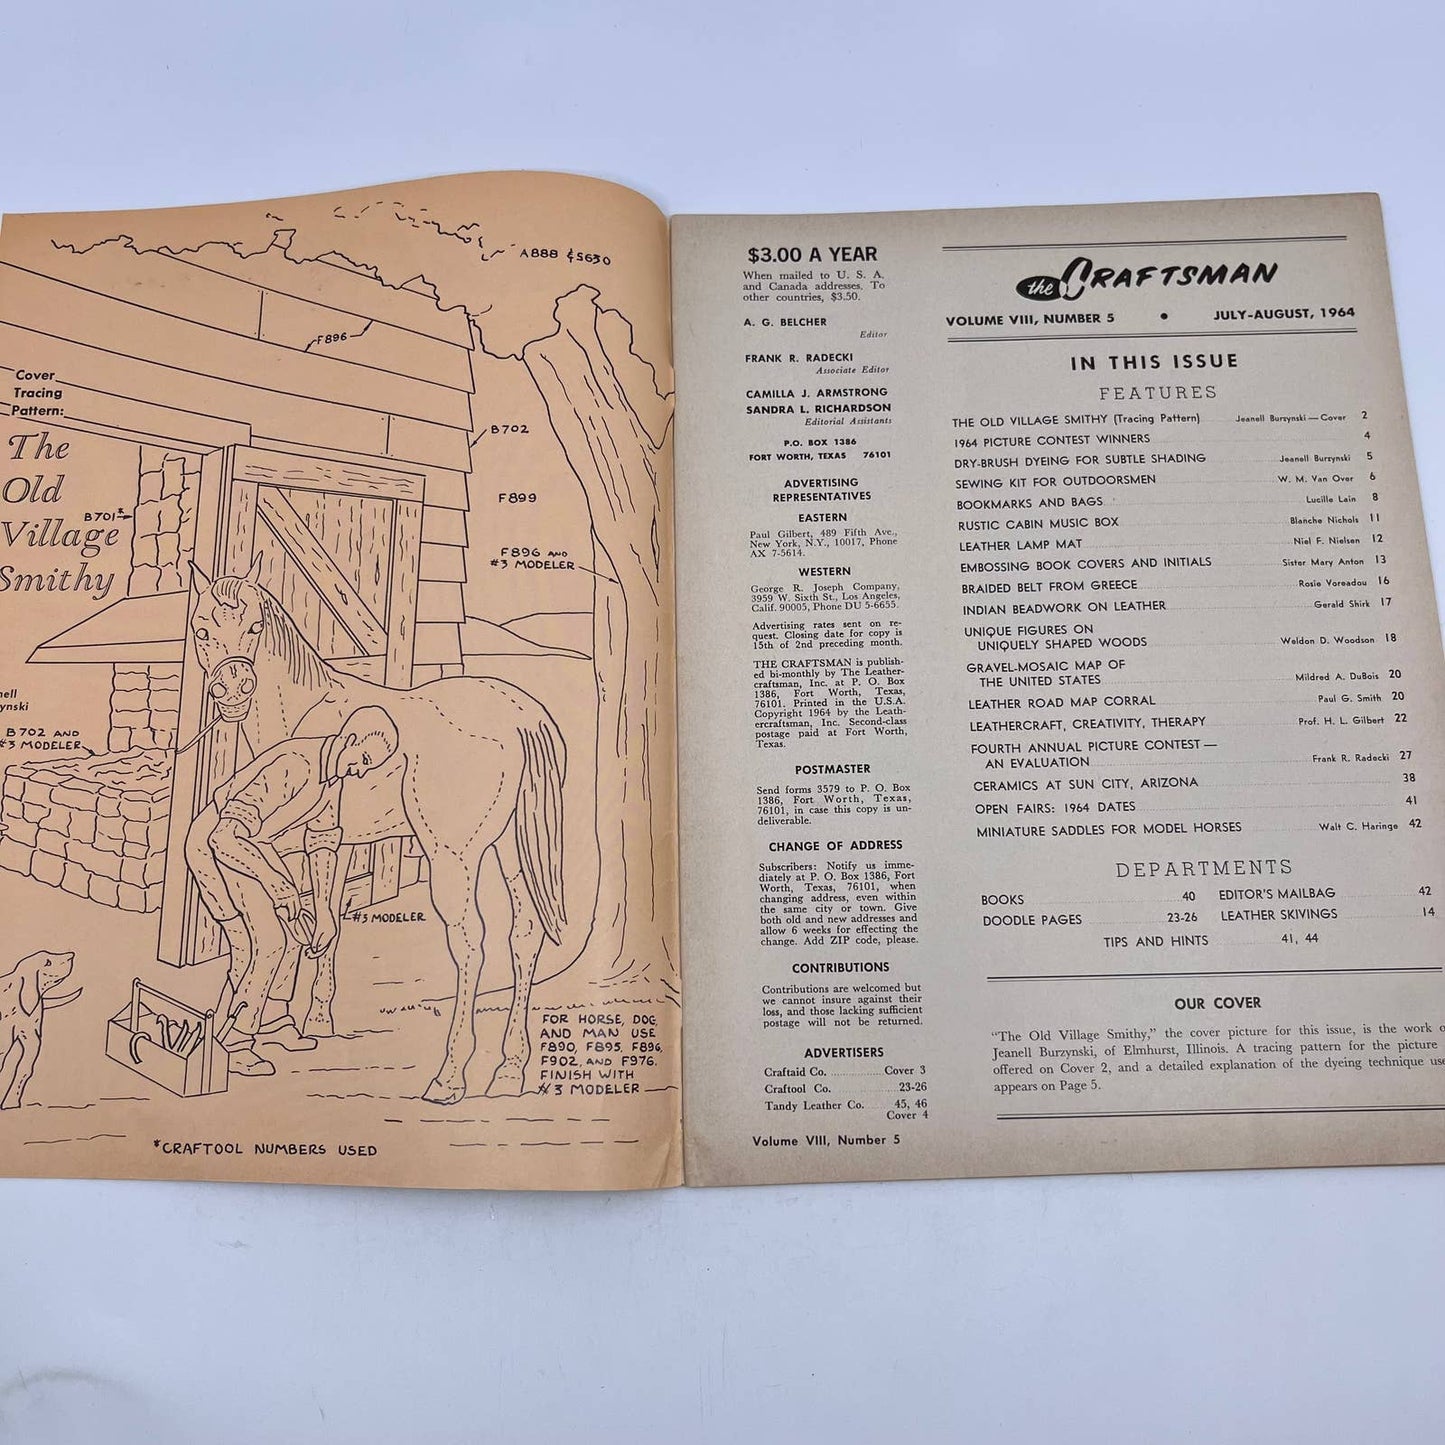 A888 & S630
F896
Cover
Tracing
Pattern:
The
Old
Village
Smithy
B702
F899
B701*
F896 AND
#3 MODELER
B702 AND
#3 MODELER
#3 MODELER
FOR HORSE, DOG,
AND MAN USE
F890, F895, F896,
F902, AND F976.
FINISH WITH
#3 MODELER
*CRAFTOOL NUMBERS USED
$3.00 A YEAR
When mailed to U. S. A.
and Canada addresses. To
other countries, $3.50.
A. G. BELCHER
Editor
FRANK R. RADECKI
Associate Editor
CAMILLA J. ARMSTRONG
SANDRA L. RICHARDSON
Editorial Assistants
P.O. BOX 1386
FORT WORTH, TEXAS 76101
ADVERTISING
REPRESENTATIVES
EASTERN
Paul Gilbert, 489 Fifth Ave.,
New York, N.Y., 10017, Phone
AX 7-5614.
WESTERN
George R. Joseph Company,
3959 W. Sixth St., Los Angeles,
Calif. 90005, Phone DU 5-6655.
Advertising rates sent on re-
quest. Closing date for copy is
15th of 2nd preceding month.
THE CRAFTSMAN is publish-
ed bi-monthly by The Leather-
craftsman, Inc. at P. O. Box
1386, Fort Worth, Texas,
76101. Printed in the U.S.A.
Copyright 1964 by the Leath-
ercraftsman, Inc. Second-class
postage paid at Fort Worth,
Texas.
POSTMASTER
Send forms 3579 to P. O. Box
1386, Fort Worth, Texas,
76101, in case this copy is un-
deliverable.
CHANGE OF ADDRESS
Subscribers: Notify us imme-
diately at P. O. Box 1386, Fort
Worth, Texas, 76101, when
changing address, even within
the same city or town. Give
both old and new addresses and
allow 6 weeks for effecting the
change. Add ZIP code, please.
CONTRIBUTIONS
Contributions are welcomed but
we cannot insure against their
loss, and those lacking sufficient
postage will not be returned.
ADVERTISERS
Craftaid Co. Cover 3
Craftool Co. 23-26
Tandy Leather Co. 45, 46
Cover 4
Volume VIII, Number 5
the CRAFTSMAN
VOLUME VIII, NUMBER 5 • JULY-AUGUST, 1964
IN THIS ISSUE
FEATURES
THE OLD VILLAGE SMITHY (Tracing Pattern) Jeanell Burzynski—Cover 2
1964 PICTURE CONTEST WINNERS 4
DRY-BRUSH DYEING FOR SUBTLE SHADING Jeanell Burzynski 5
SEWING KIT FOR OUTDOORSMEN W. M. Van Over 6
BOOKMARKS AND BAGS Lucille Lain 8
RUSTIC CABIN MUSIC BOX Blanche Nichols 11
LEATHER LAMP MAT Niel F. Nielsen 12
EMBOSSING BOOK COVERS AND INITIALS Sister Mary Anton 13
BRAIDED BELT FROM GREECE Rosie Voreadou 16
INDIAN BEADWORK ON LEATHER Gerald Shirk 17
UNIQUE FIGURES ON
UNIQUELY SHAPED WOODS Weldon D. Woodson 18
GRAVEL-MOSAIC MAP OF
THE UNITED STATES Mildred A. DuBois 20
LEATHER ROAD MAP CORRAL Paul G. Smith 20
LEATHERCRAFT, CREATIVITY, THERAPY Prof. H. L. Gilbert 22
FOURTH ANNUAL PICTURE CONTEST—
AN EVALUATION Frank R. Radecki 27
CERAMICS AT SUN CITY, ARIZONA 38
OPEN FAIRS: 1964 DATES 41
MINIATURE SADDLES FOR MODEL HORSES Walt C. Haringe 42
DEPARTMENTS
BOOKS 40 EDITOR'S MAILBAG 42
DOODLE PAGES 23-26 LEATHER SKIVINGS 14
TIPS AND HINTS 41, 44
OUR COVER
"The Old Village Smithy," the cover picture for this issue, is the work
Jeanell Burzynski, of Elmhurst, Illinois. A tracing pattern for the picture
offered on Cover 2, and a detailed explanation of the dyeing technique
appears on Page 5.